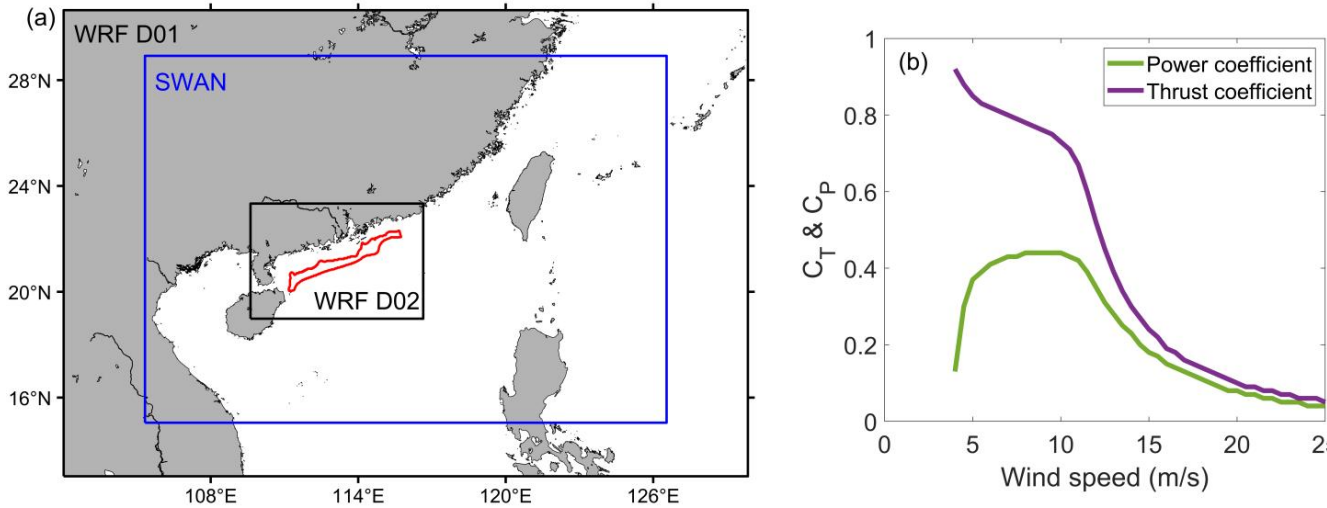 (a)
WRF D01
SWAN
WRF D02
28°N
24°N
20°N
16°N
108°E
114°E
120°E
126°E
(b)
Power coefficient
Thrust coefficient
C_T & C_P
1
0.8
0.6
0.4
0.2
0
0
5
10
15
20
25
Wind speed (m/s)